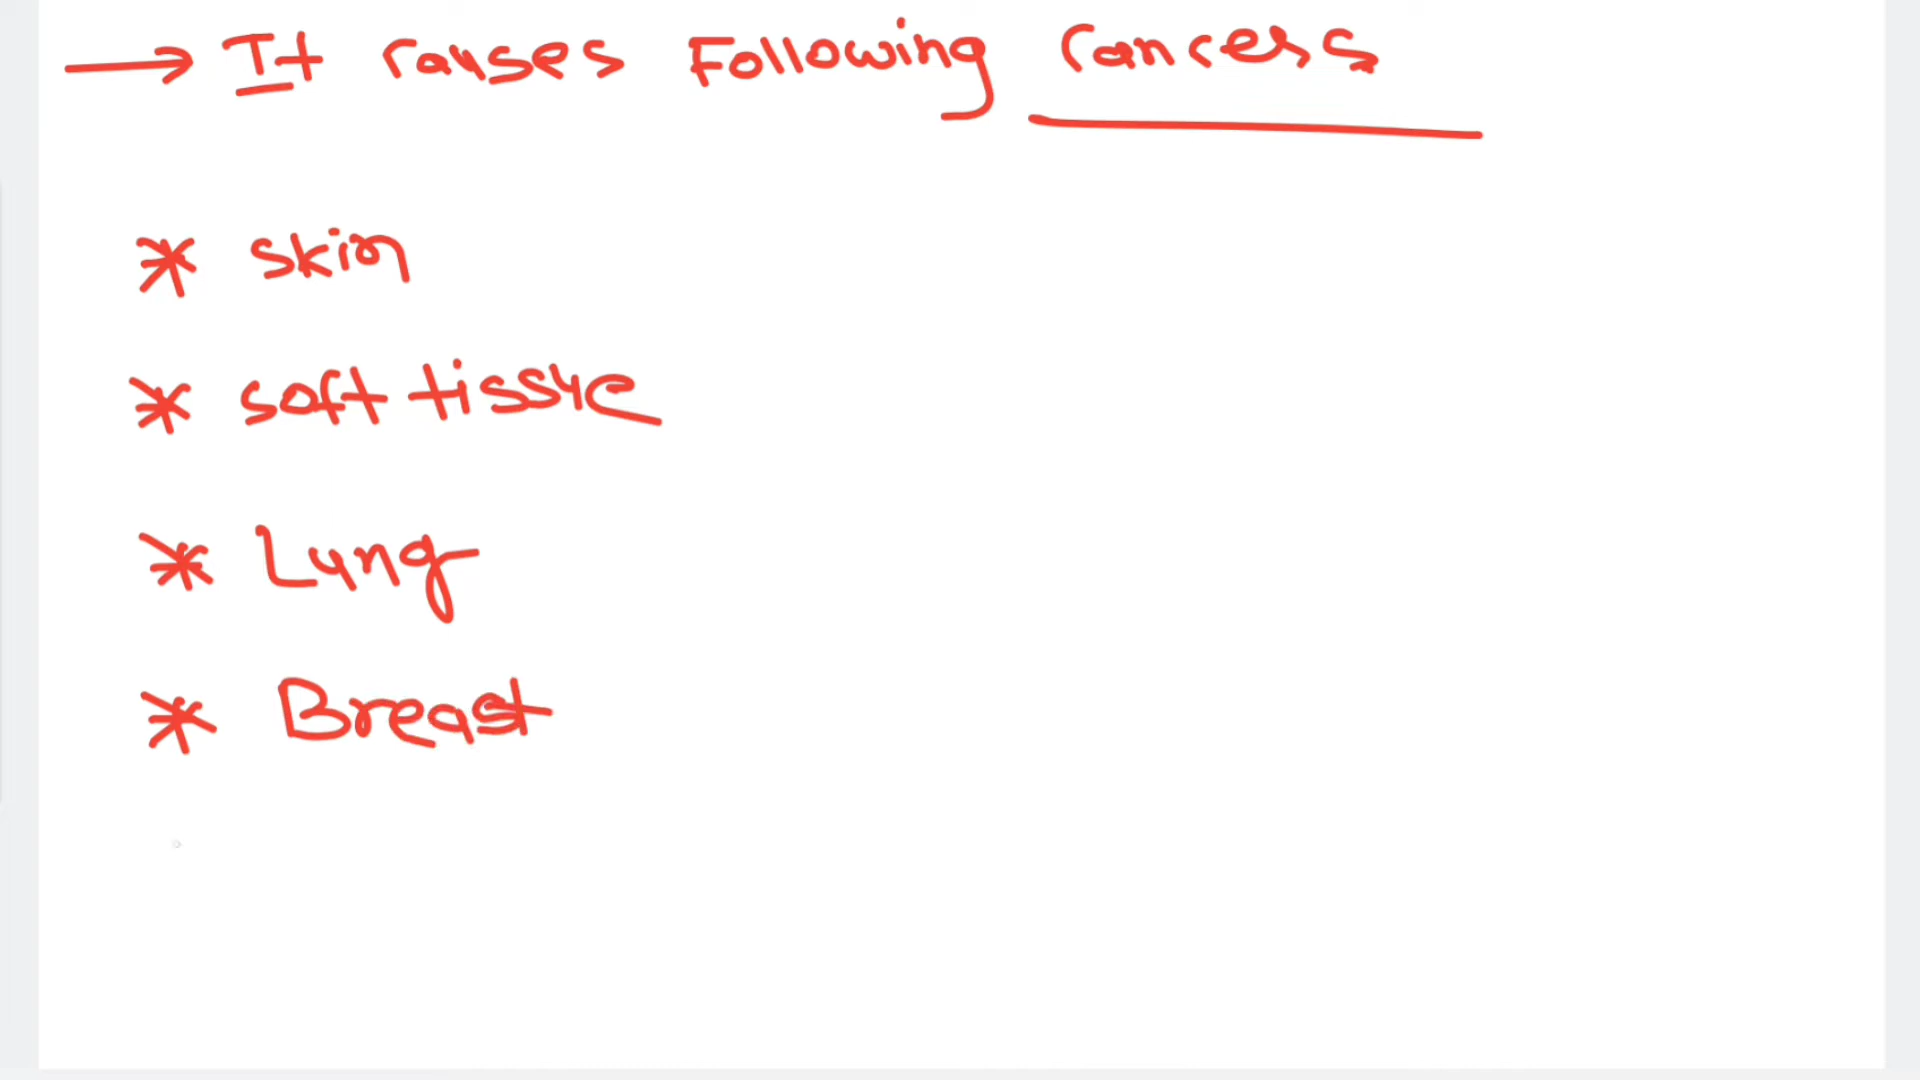 → It causes Following Cancers
* skin
* soft tissue
* Lung
* Breast